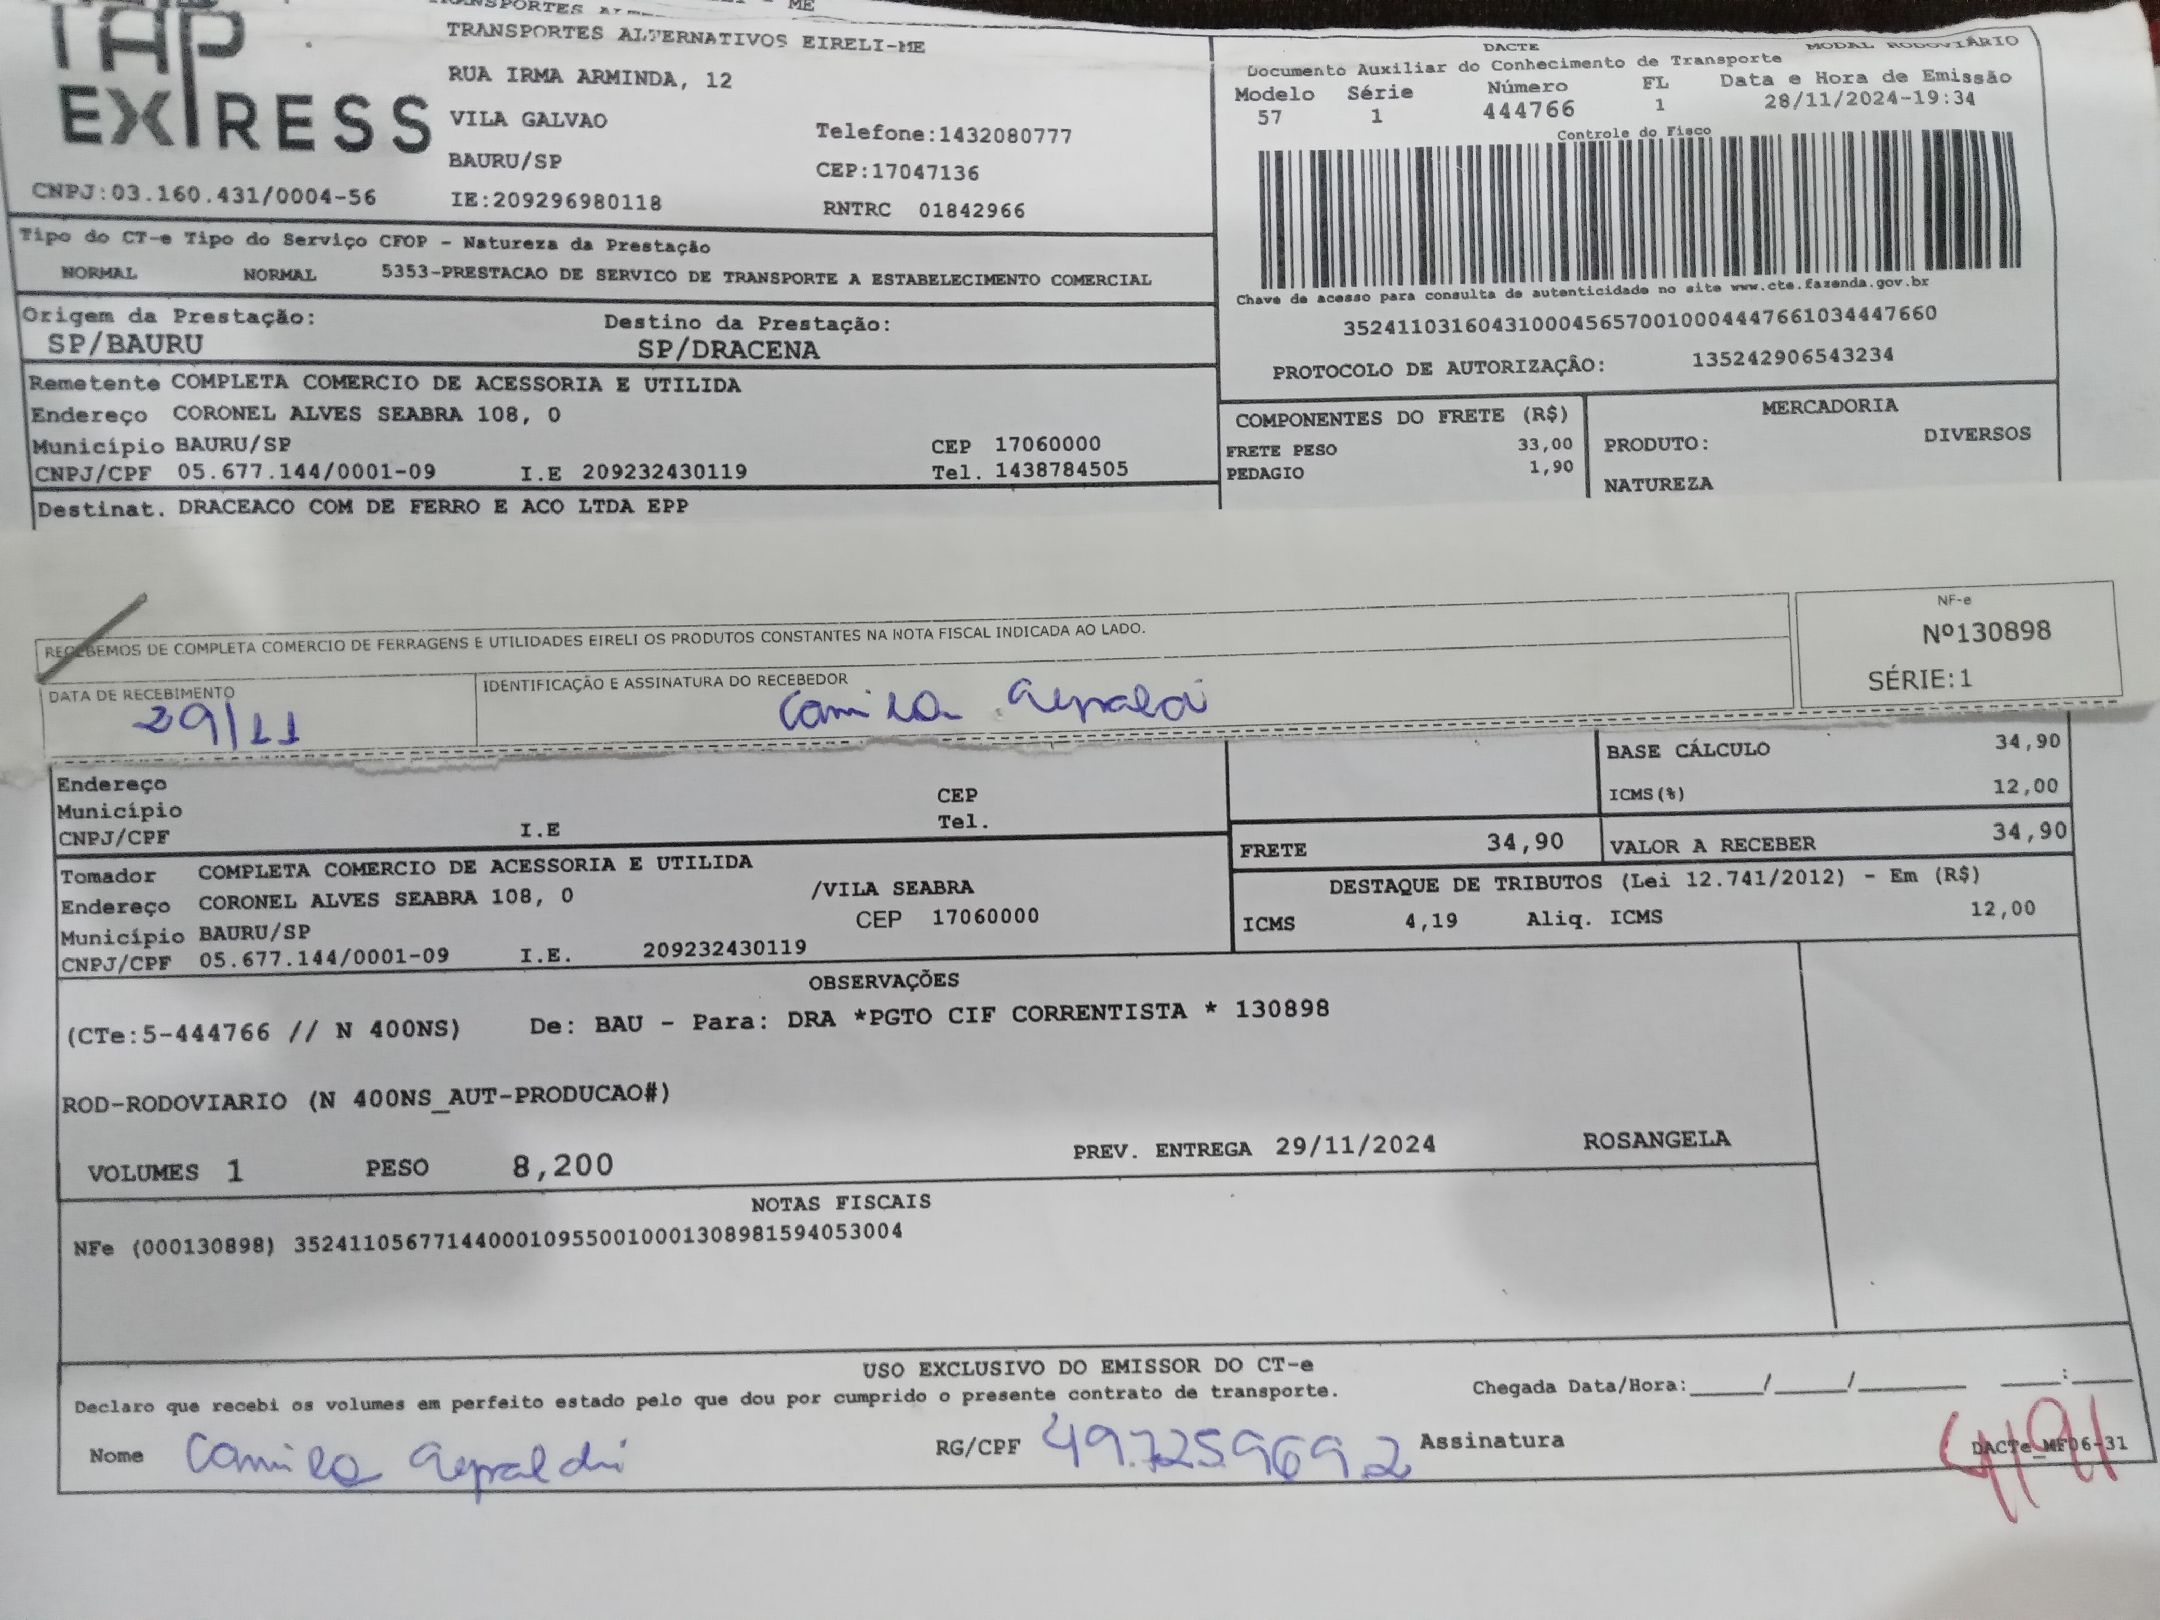 TAP
EXPRESS
TRANSPORTES ALTERNATIVOS EIRELI-ME
RUA IRMA ARMINDA, 12
VILA GALVAO
Telefone:1432080777
BAURU/SP
CEP:17047136
CNPJ:03.160.431/0004-56
IE:209296980118
RNTRC 01842966
DACTE
MODAL RODOVIÁRIO
Documento Auxiliar do Conhecimento de Transporte
Modelo Série Número FL Data e Hora de Emissão
57 1 444766 1 28/11/2024-19:34
Controle do Fisco
Chave de acesso para consulta de autenticidade no site www.cte.fazenda.gov.br
35241103160431000456570010004447661034447660
PROTOCOLO DE AUTORIZAÇÃO: 135242906543234
Tipo do CT-e Tipo do Serviço CFOP - Natureza da Prestação
NORMAL NORMAL 5353-PRESTACAO DE SERVICO DE TRANSPORTE A ESTABELECIMENTO COMERCIAL
Origem da Prestação: Destino da Prestação:
SP/BAURU SP/DRACENA
Remetente COMPLETA COMERCIO DE ACESSORIA E UTILIDA
Endereço CORONEL ALVES SEABRA 108, 0
Município BAURU/SP CEP 17060000
CNPJ/CPF 05.677.144/0001-09 I.E 209232430119 Tel. 1438784505
Destinat. DRACEACO COM DE FERRO E ACO LTDA EPP
COMPONENTES DO FRETE (R$)
FRETE PESO 33,00
PEDAGIO 1,90
MERCADORIA
PRODUTO: DIVERSOS
NATUREZA
RECEBEMOS DE COMPLETA COMERCIO DE FERRAGENS E UTILIDADES EIRELI OS PRODUTOS CONSTANTES NA NOTA FISCAL INDICADA AO LADO.
NF-e
Nº130898
SÉRIE:1
DATA DE RECEBIMENTO
29/11
IDENTIFICAÇÃO E ASSINATURA DO RECEBEDOR
Camila
Endereço
Município CEP
CNPJ/CPF I.E Tel.
BASE CÁLCULO 34,90
ICMS(%) 12,00
FRETE 34,90 VALOR A RECEBER 34,90
Tomador COMPLETA COMERCIO DE ACESSORIA E UTILIDA
Endereço CORONEL ALVES SEABRA 108, 0 /VILA SEABRA
Município BAURU/SP CEP 17060000
CNPJ/CPF 05.677.144/0001-09 I.E. 209232430119
DESTAQUE DE TRIBUTOS (Lei 12.741/2012) - Em (R$)
ICMS 4,19 Aliq. ICMS 12,00
OBSERVAÇÕES
(CTe:5-444766 // N 400NS) De: BAU - Para: DRA *PGTO CIF CORRENTISTA * 130898
ROD-RODOVIARIO (N 400NS_AUT-PRODUCAO#)
VOLUMES 1 PESO 8,200 PREV. ENTREGA 29/11/2024 ROSANGELA
NOTAS FISCAIS
NFe (000130898) 35241105677144000109550010001308981594053004
USO EXCLUSIVO DO EMISSOR DO CT-e
Declaro que recebi os volumes em perfeito estado pelo que dou por cumprido o presente contrato de transporte. Chegada Data/Hora:_____/_____/_______ ____:____
Nome Camila RG/CPF 49.725.969.2 Assinatura
DACTe_MF06-31